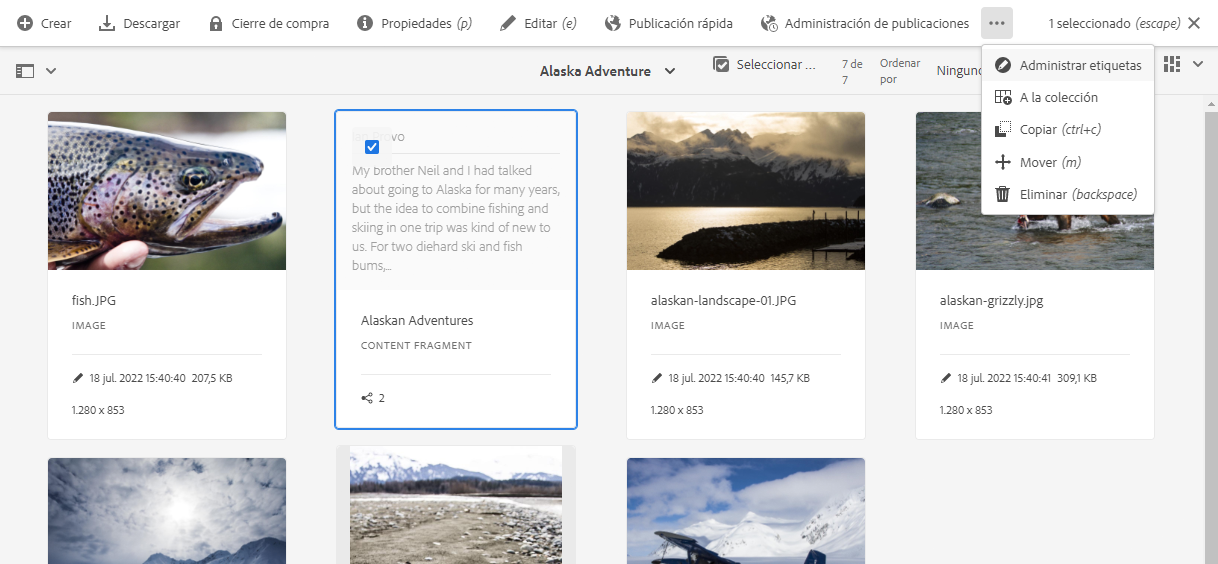 Crear Descargar Cierre de compra Propiedades (p) Editar (e) Publicación rápida Administración de publicaciones 1 seleccionado (escape)
Alaska Adventure
Seleccionar ...
7 de
7
Ordenar
por
Ninguno
Administrar etiquetas
A la colección
Copiar (ctrl+c)
Mover (m)
Eliminar (backspace)
fish.JPG
IMAGE
18 jul. 2022 15:40:40 207,5 KB
1.280 x 853
My brother Neil and I had talked
about going to Alaska for many years,
but the idea to combine fishing and
skiing in one trip was kind of new to
us. For two diehard ski and fish
bums,...
Alaskan Adventures
CONTENT FRAGMENT
2
alaskan-landscape-01.JPG
IMAGE
18 jul. 2022 15:40:40 145,7 KB
1.280 x 853
alaskan-grizzly.jpg
IMAGE
18 jul. 2022 15:40:41 309,1 KB
1.280 x 853